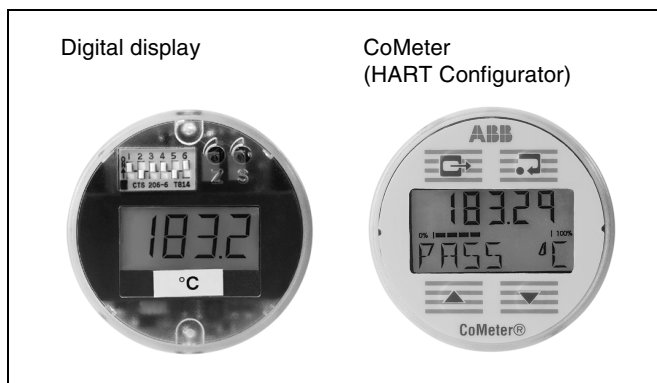 Digital display
CoMeter
(HART Configurator)
1 2 3 4 5 6
CTS 206-6 T814
Z S
183.2
°C
ABB
183.29
0% 100%
PASS °C
CoMeter®